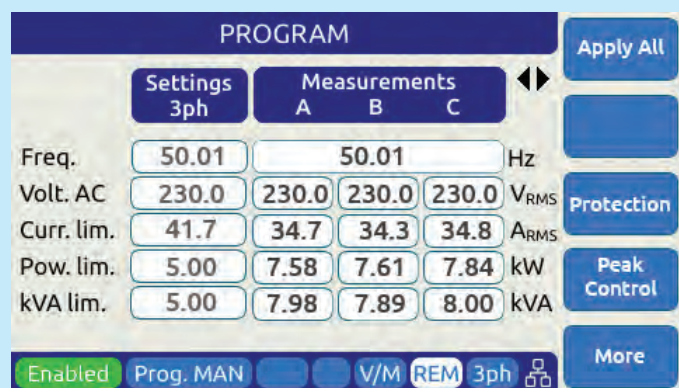 PROGRAM
Apply All
Settings
3ph
Measurements
A B C
Freq. 50.01 50.01 Hz
Volt. AC 230.0 230.0 230.0 230.0 VRMS
Protection
Curr. lim. 41.7 34.7 34.3 34.8 ARMS
Pow. lim. 5.00 7.58 7.61 7.84 kW
Peak
Control
kVA lim. 5.00 7.98 7.89 8.00 kVA
More
Enabled Prog. MAN V/M REM 3ph